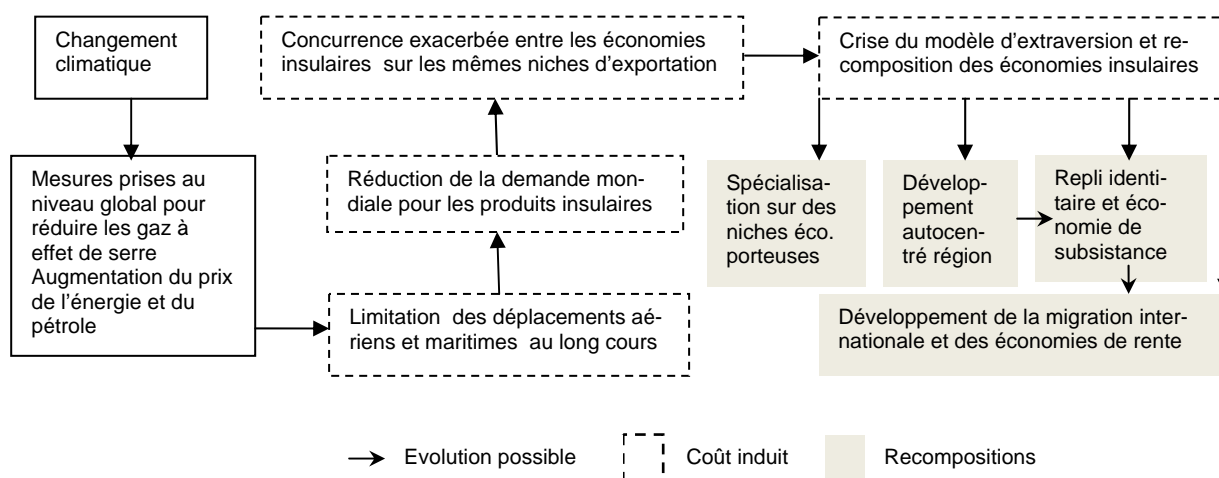 Changement
climatique
Mesures prises au
niveau global pour
réduire les gaz à
effet de serre
Augmentation du prix
de l'énergie et du
pétrole
Concurrence exacerbée entre les économies
insulaires sur les mêmes niches d'exportation
Réduction de la demande mon-
diale pour les produits insulaires
Limitation des déplacements aé-
riens et maritimes au long cours
Crise du modèle d'extraversion et re-
composition des économies insulaires
Spécialisa-
tion sur des
niches éco.
porteuses
Dévelop-
pement
autocen-
tré région
Repli identi-
taire et éco-
nomie de
subsistance
Développement de la migration inter-
nationale et des économies de rente
Evolution possible
Coût induit
Recompositions